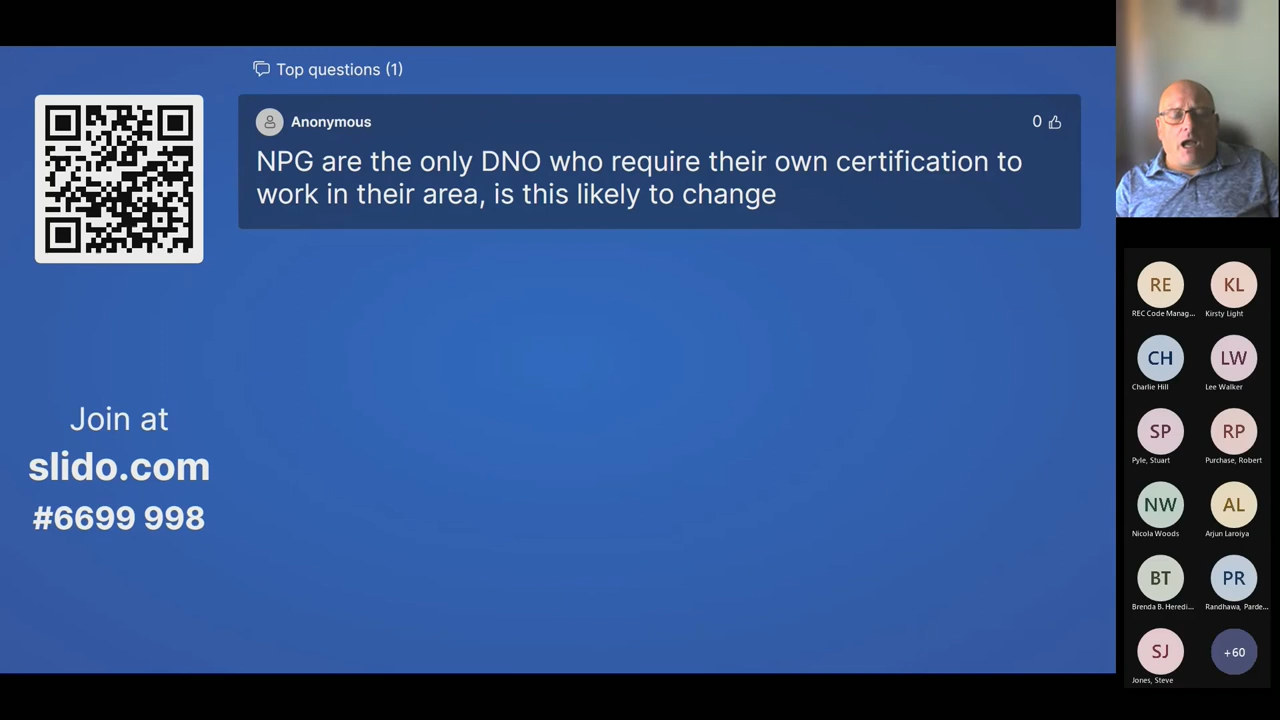 Top questions (1)
Anonymous
0
NPG are the only DNO who require their own certification to
work in their area, is this likely to change
Join at
slido.com
#6699 998
RE
KL
REC Code Manag...
Kirsty Light
CH
LW
Charlie Hill
Lee Walker
SP
RP
Pyle, Stuart
Purchase, Robert
NW
AL
Nicola Woods
Arjun Laroiya
BT
PR
Brenda B. Heredi...
Randhawa, Parde...
SJ
+60
Jones, Steve